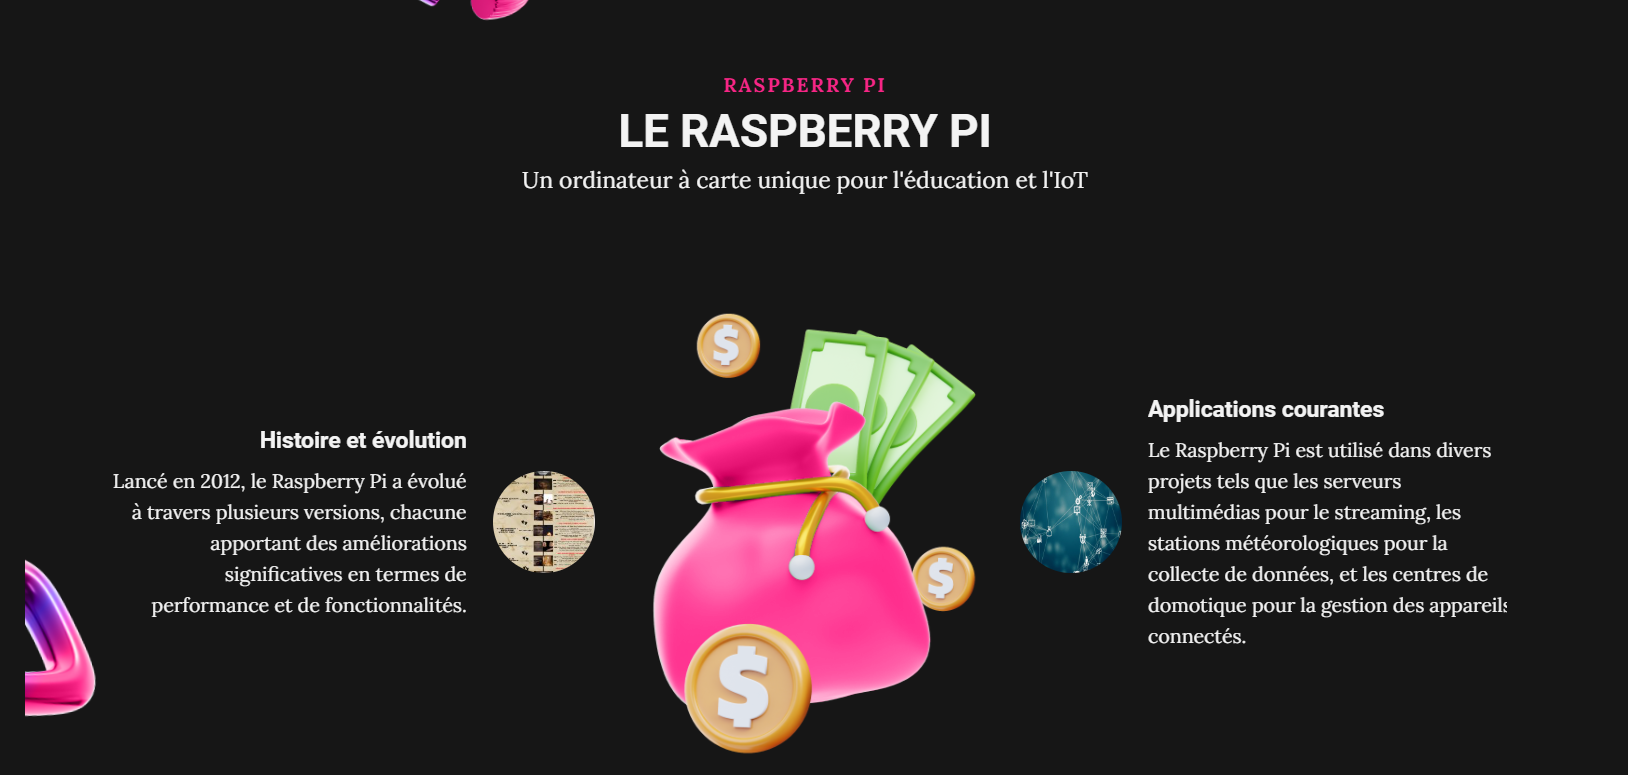 RASPBERRY PI
LE RASPBERRY PI
Un ordinateur à carte unique pour l'éducation et l'IoT
Histoire et évolution
Lancé en 2012, le Raspberry Pi a évolué
à travers plusieurs versions, chacune
apportant des améliorations
significatives en termes de
performance et de fonctionnalités.
$
$
$
Applications courantes
Le Raspberry Pi est utilisé dans divers
projets tels que les serveurs
multimédias pour le streaming, les
stations météorologiques pour la
collecte de données, et les centres de
domotique pour la gestion des appareils
connectés.